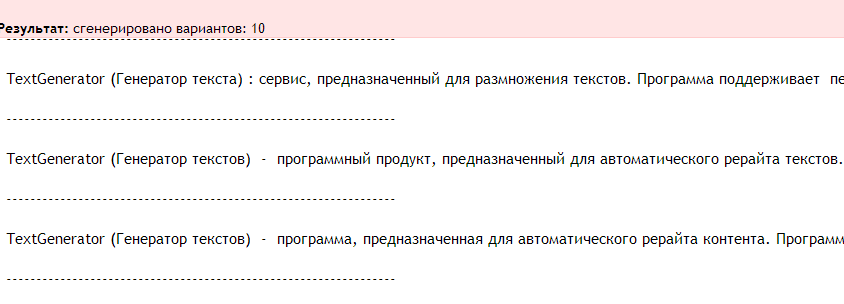 Результат: сгенерировано вариантов: 10
-----------------------------------------------------------------
TextGenerator (Генератор текста) : сервис, предназначенный для размножения текстов. Программа поддерживает пе
-----------------------------------------------------------------
TextGenerator (Генератор текстов) - программный продукт, предназначенный для автоматического рерайта текстов.
-----------------------------------------------------------------
TextGenerator (Генератор текстов) - программа, предназначенная для автоматического рерайта контента. Программ
-----------------------------------------------------------------